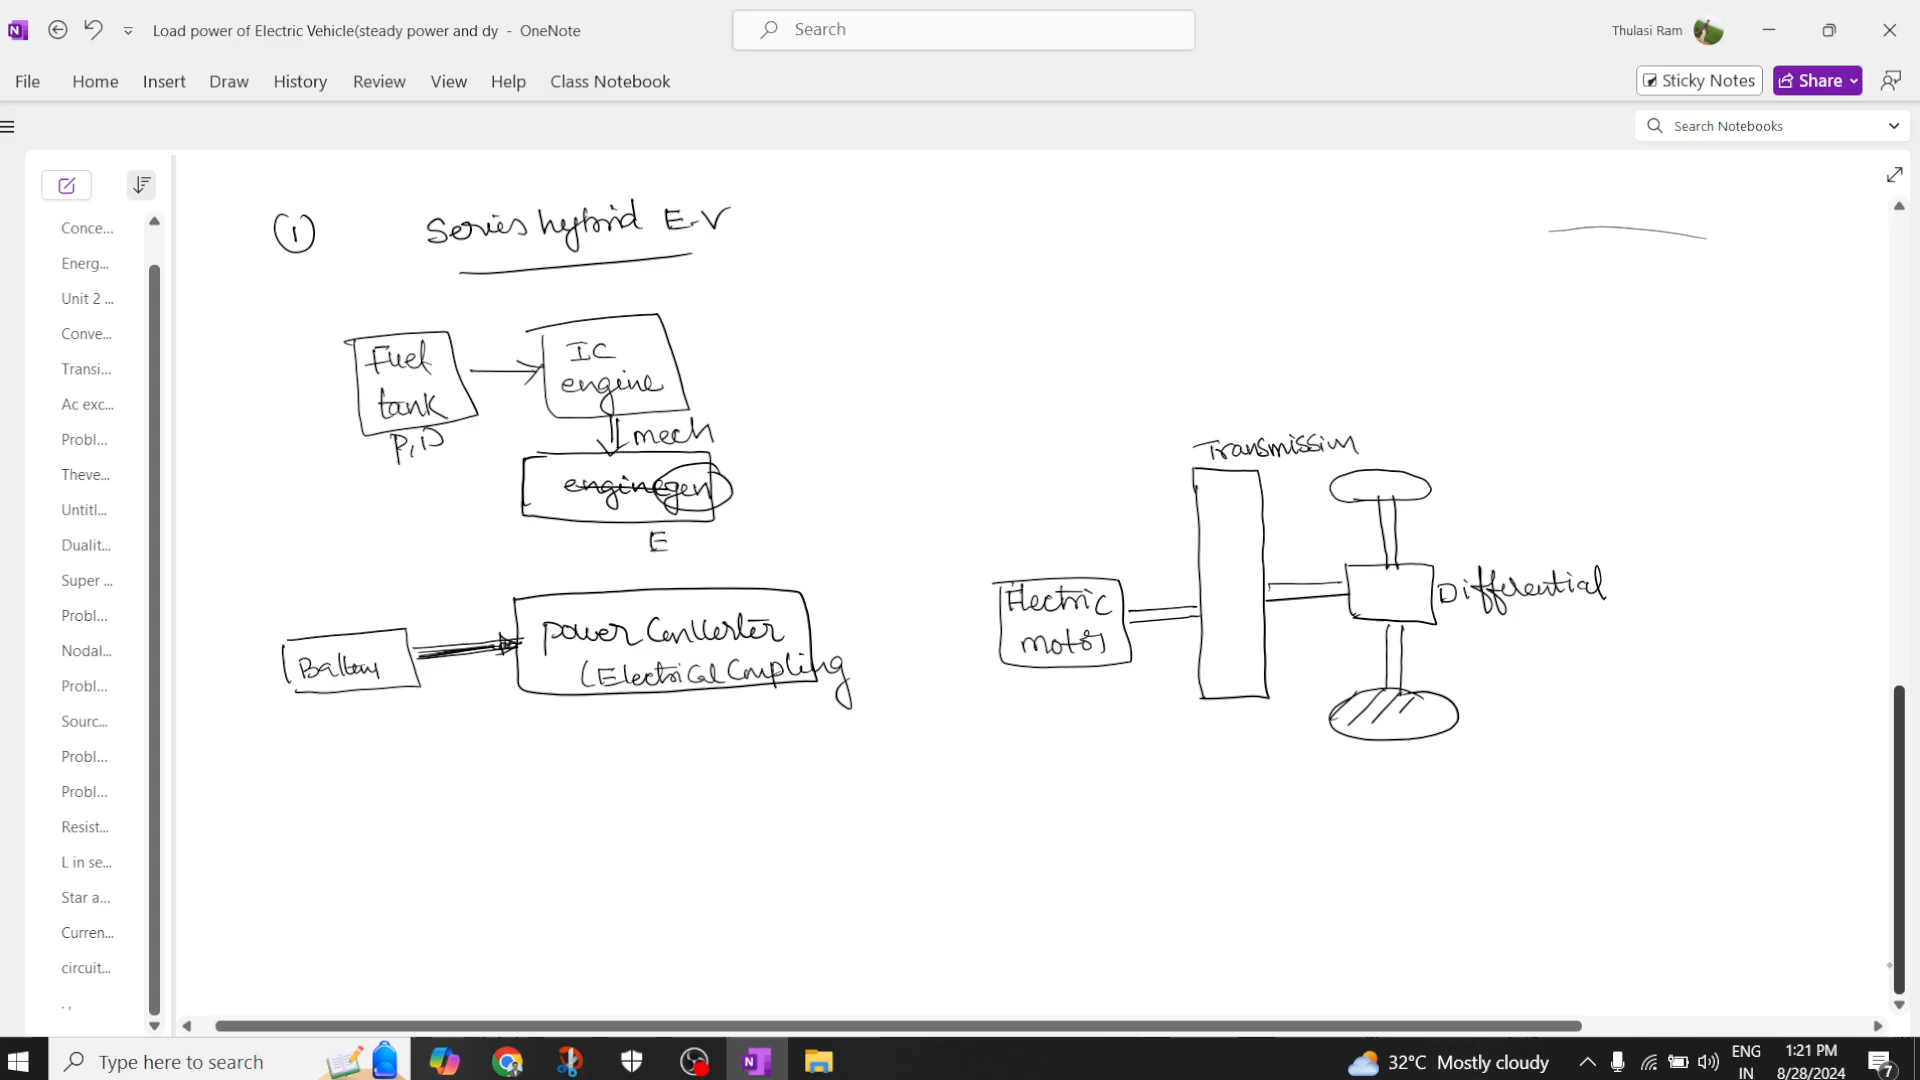 Load power of Electric Vehicle(steady power and dy - OneNote
Search
Thulasi Ram
File Home Insert Draw History Review View Help Class Notebook
Sticky Notes
Share
Search Notebooks
Conce...
Energ...
Unit 2 ...
Conve...
Transi...
Ac exc...
Probl...
Theve...
Untitl...
Dualit...
Super ...
Probl...
Nodal...
Probl...
Sourc...
Probl...
Probl...
Resist...
L in se...
Star a...
Curren...
circuit...
1 Series hybrid E-V
Fuel
tank
P, D
IC
engine
mech
engine gen
E
Battery
power Converter
(Electrical Coupling
Electric
motor
Transmission
Differential
Type here to search
32°C Mostly cloudy
ENG
IN
1:21 PM
8/28/2024
7